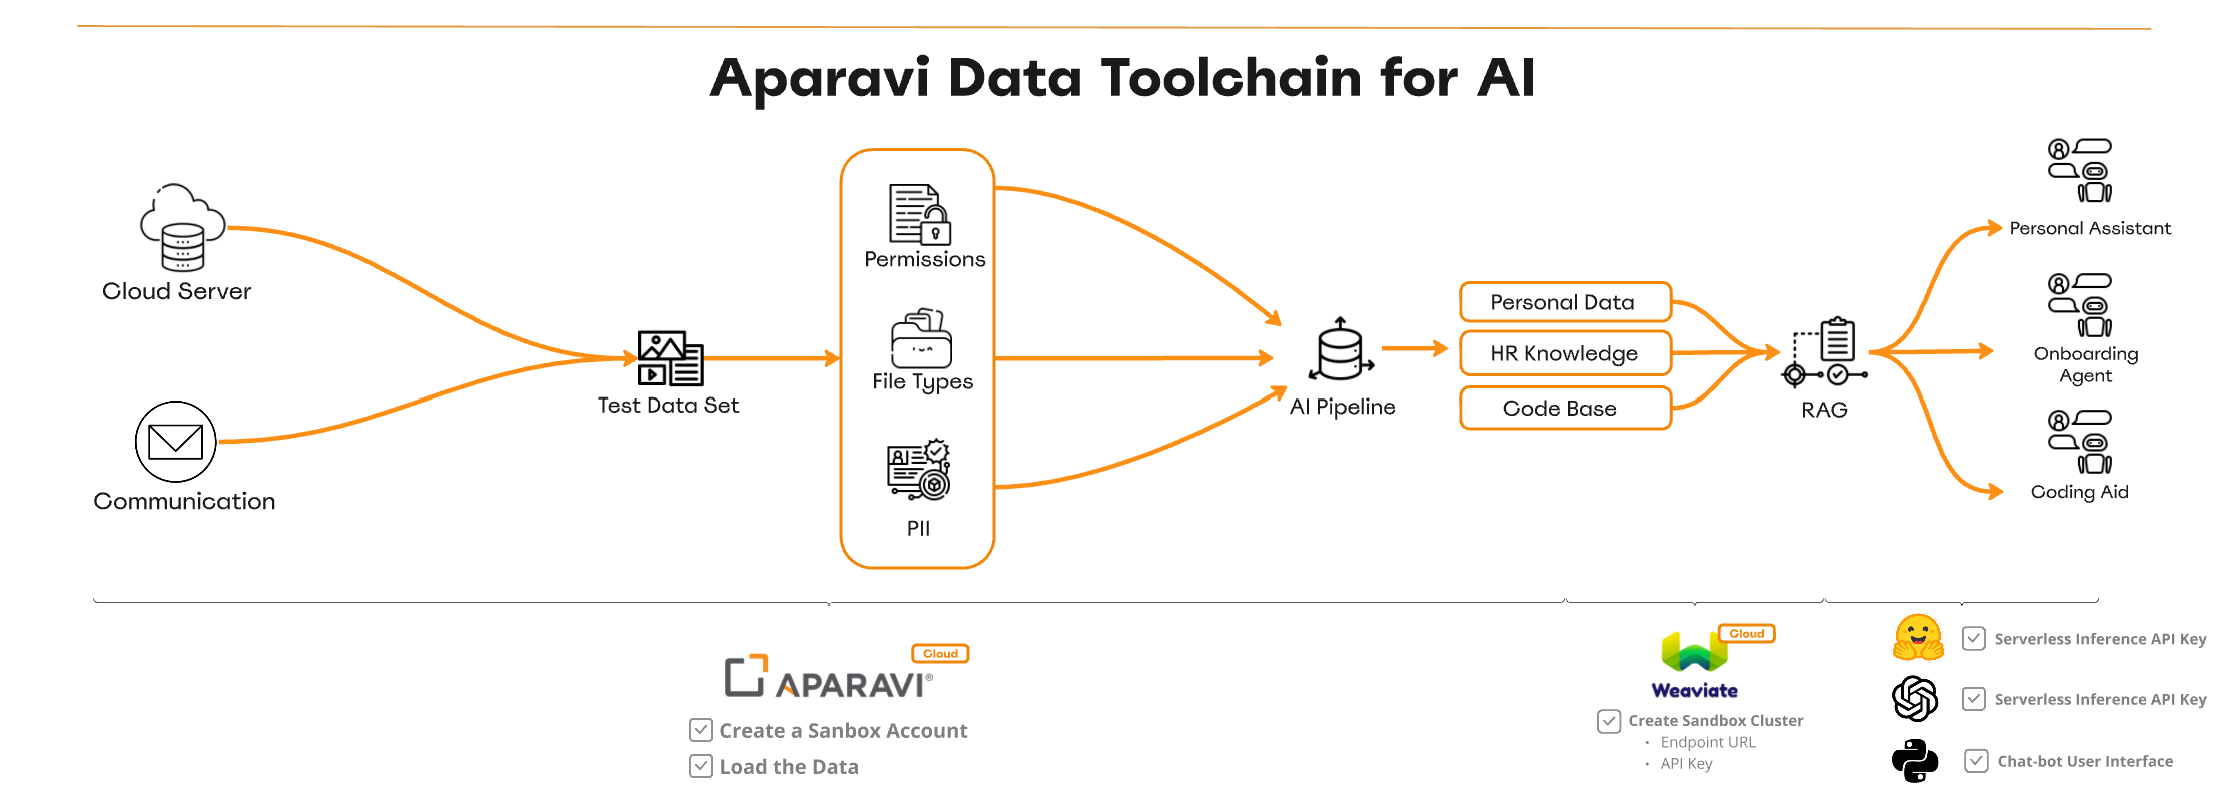 Aparavi Data Toolchain for AI
Cloud Server
Communication
Test Data Set
Permissions
File Types
PII
AI Pipeline
Personal Data
HR Knowledge
Code Base
RAG
Personal Assistant
Onboarding
Agent
Coding Aid
Cloud
APARAVI®
Create a Sanbox Account
Load the Data
Cloud
Weaviate
Create Sandbox Cluster
• Endpoint URL
• API Key
Serverless Inference API Key
Serverless Inference API Key
Chat-bot User Interface